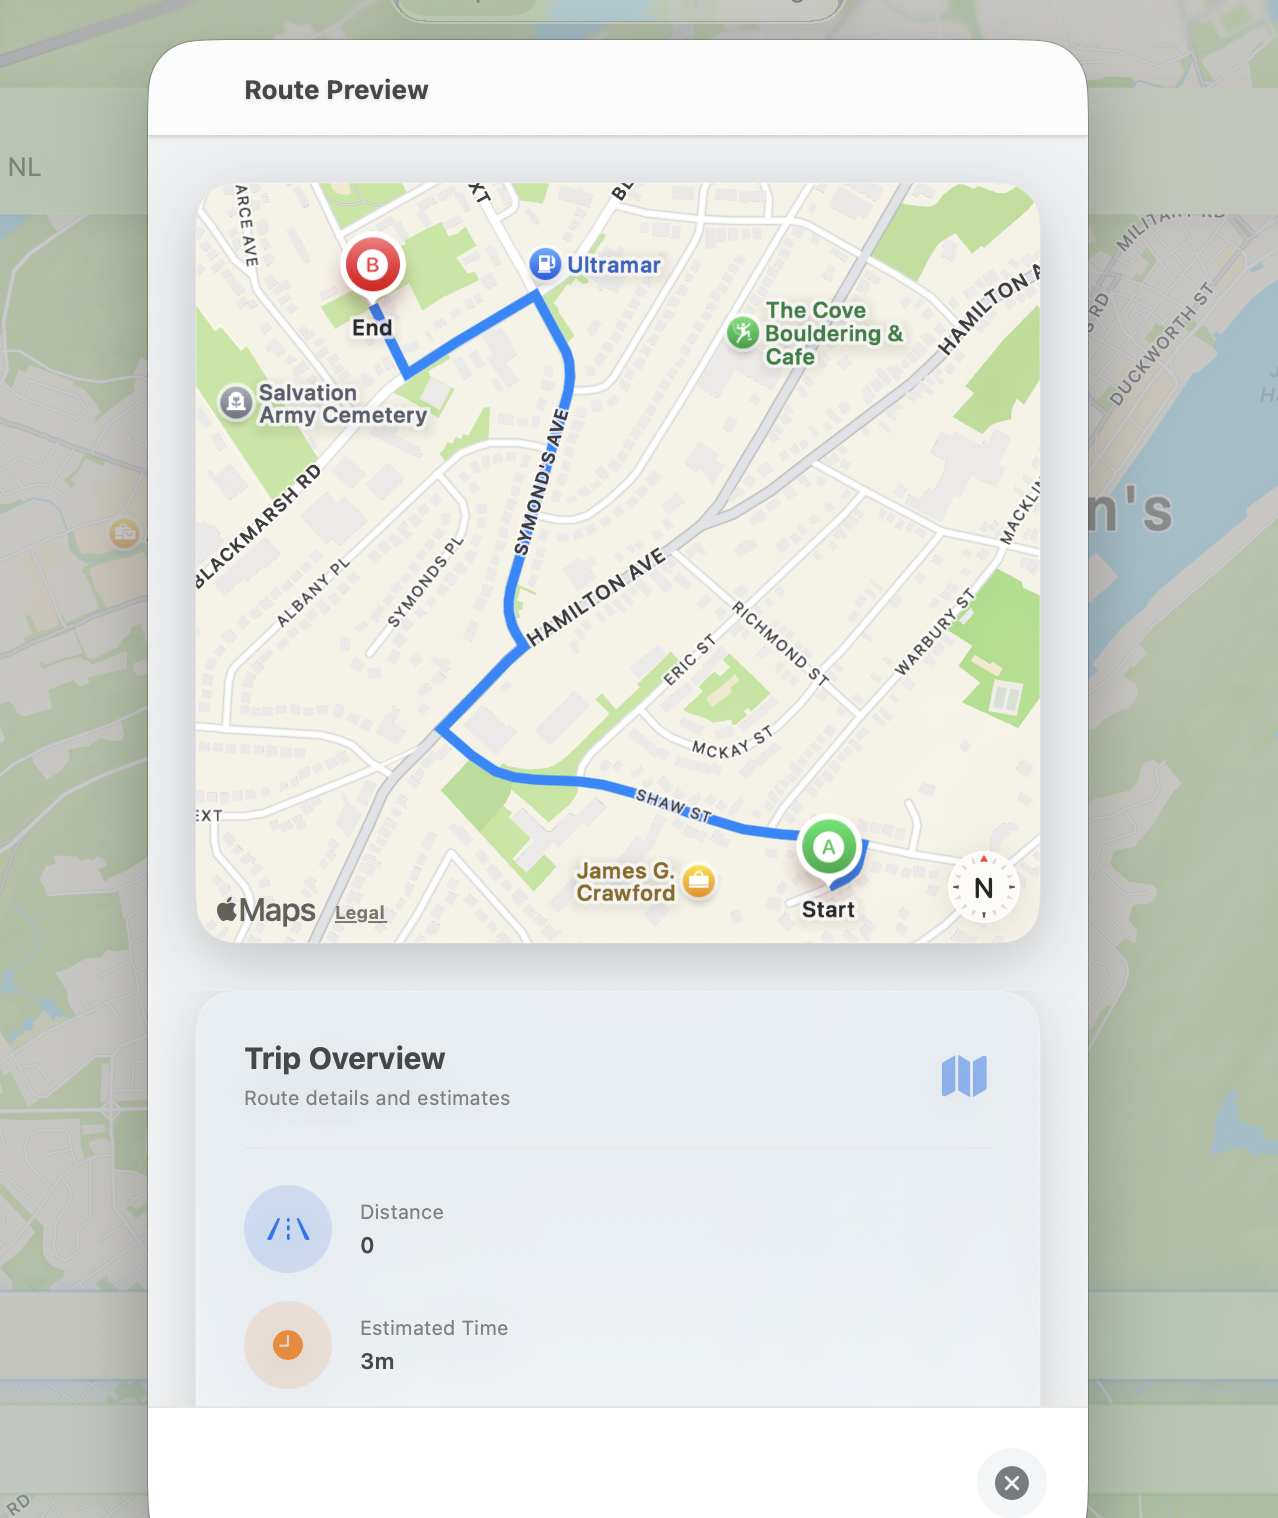 Route Preview
NL
ARCE AVE
XT
BL
MILITARY RD
B
Ultramar
End
The Cove
Bouldering &
Cafe
HAMILTON A
S RD
DUCKWORTH ST
Salvation
Army Cemetery
SYMOND'S AVE
BLACKMARSH RD
MACKLIN
n's
ALBANY PL
SYMONDS PL
HAMILTON AVE
RICHMOND ST
ERIC ST
WARBURY ST
MCKAY ST
SHAW ST
EXT
A
James G.
Crawford
Start
N
Maps
Legal
Trip Overview
Route details and estimates
Distance
0
Estimated Time
3m
RD